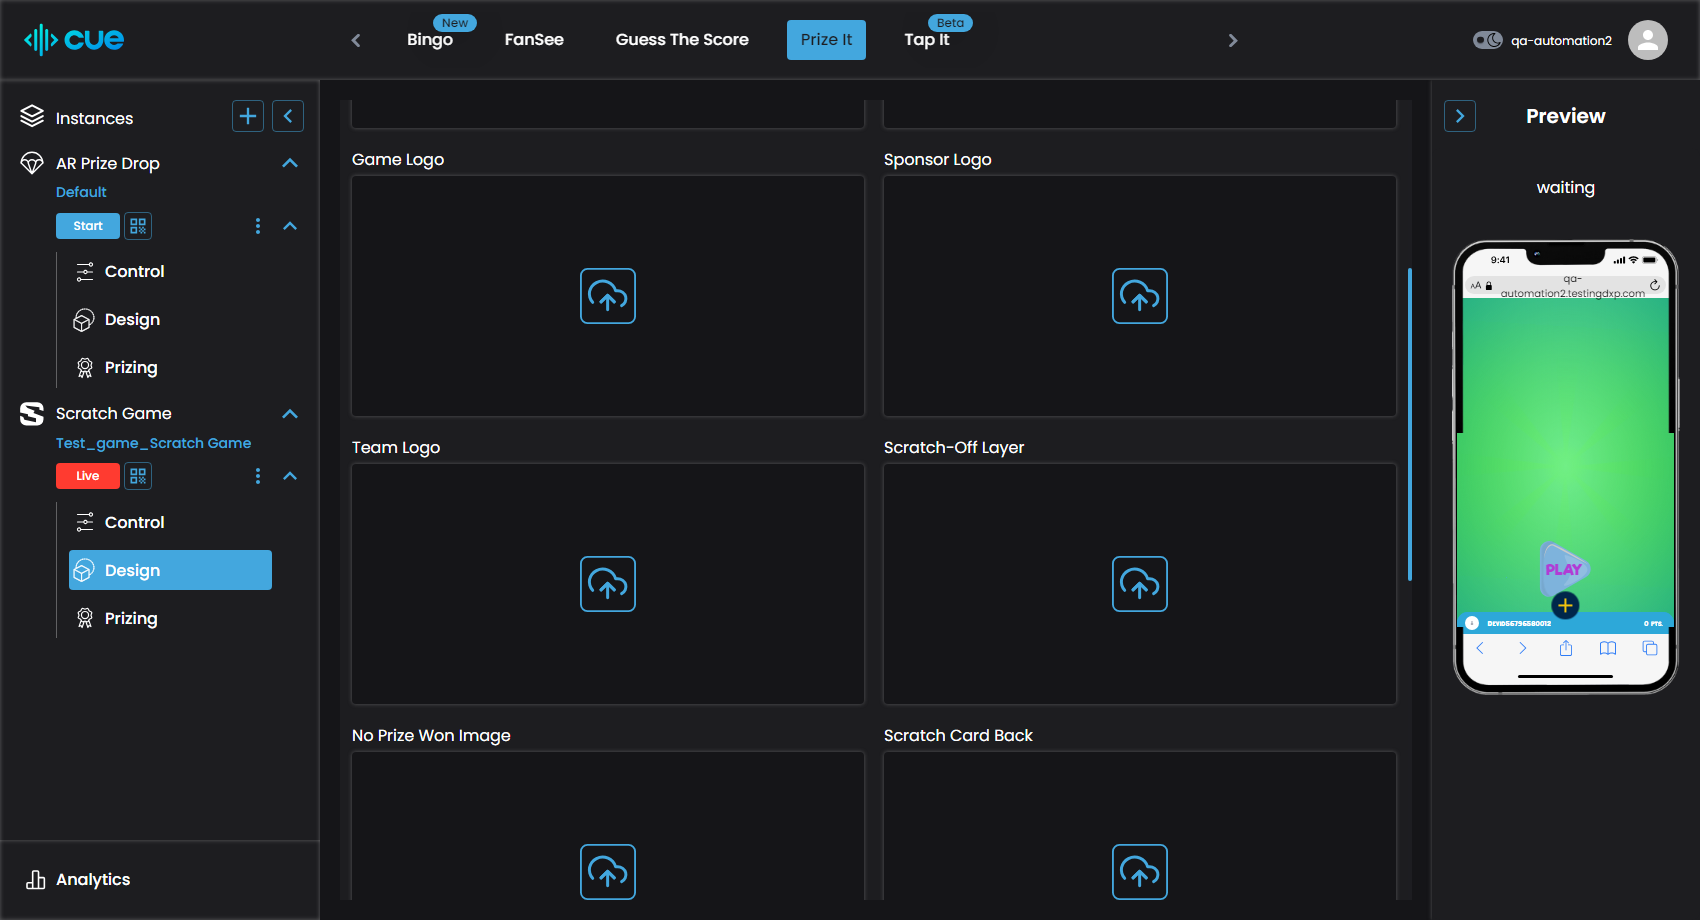 cue
New
Bingo
FanSee
Guess The Score
Prize It
Beta
Tap It
qa-automation2
Instances
AR Prize Drop
Default
Start
Control
Design
Prizing
Scratch Game
Test_game_Scratch Game
Live
Control
Design
Prizing
Analytics
Game Logo
Sponsor Logo
Team Logo
Scratch-Off Layer
No Prize Won Image
Scratch Card Back
Preview
waiting
9:41
AA
qa-
automation2.testingdxp.com
PLAY
0 PTS.